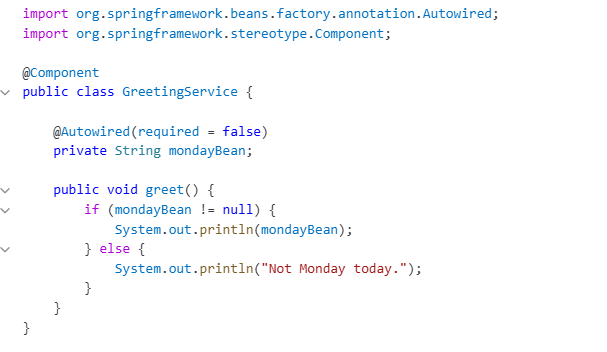 import org.springframework.beans.factory.annotation.Autowired;
import org.springframework.stereotype.Component;

@Component
public class GreetingService {

    @Autowired(required = false)
    private String mondayBean;

    public void greet() {
        if (mondayBean != null) {
            System.out.println(mondayBean);
        } else {
            System.out.println("Not Monday today.");
        }
    }
}